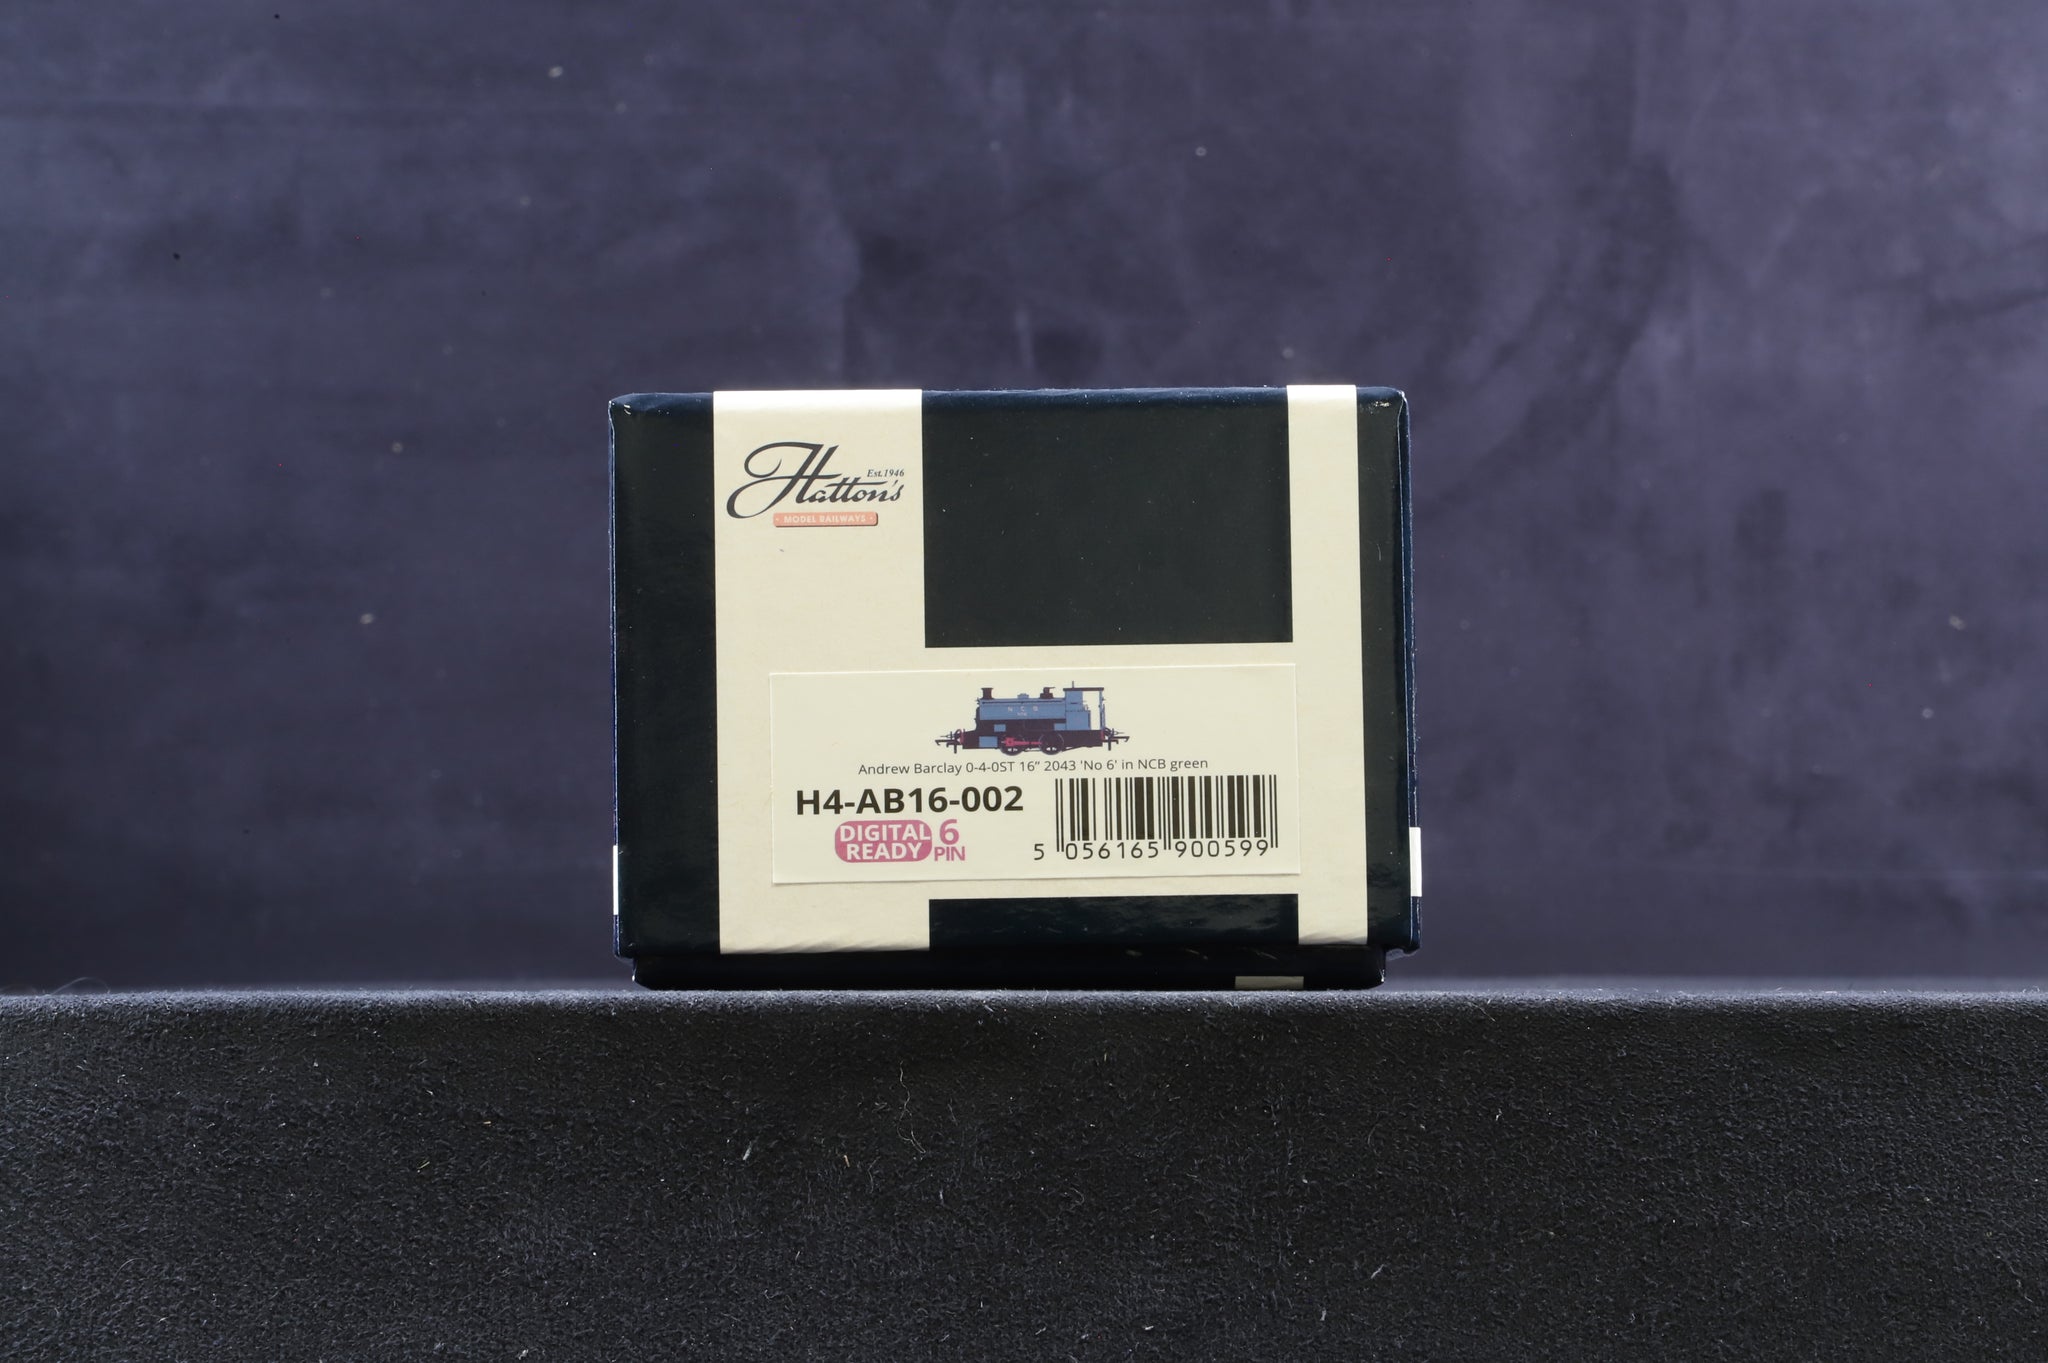 Hatton's
Est.1946
MODEL RAILWAYS
N C B
Andrew Barclay 0-4-0ST 16” 2043 'No 6' in NCB green
H4-AB16-002
DIGITAL READY
6 PIN
5 056165 900599